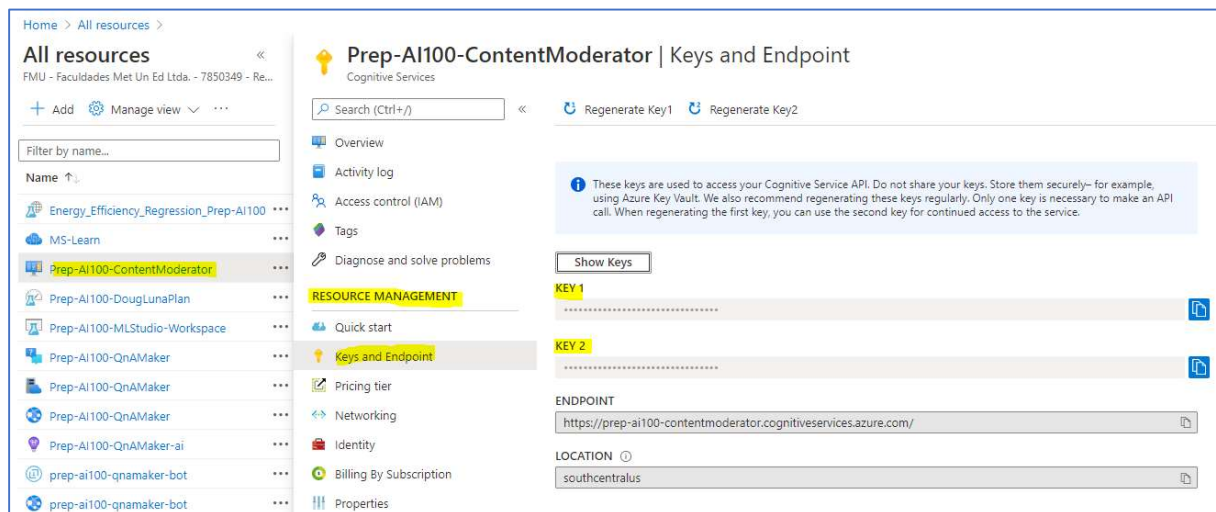 Home > All resources >
All resources
FMU - Faculdades Met Un Ed Ltda. - 7850349 - Re...
+ Add Manage view ...
Filter by name...
Name ↑↓
Energy_Efficiency_Regression_Prep-AI100 ...
MS-Learn ...
Prep-AI100-ContentModerator ...
Prep-AI100-DougLunaPlan ...
Prep-AI100-MLStudio-Workspace ...
Prep-AI100-QnAMaker ...
Prep-AI100-QnAMaker ...
Prep-AI100-QnAMaker ...
Prep-AI100-QnAMaker-ai ...
prep-ai100-qnamaker-bot ...
prep-ai100-qnamaker-bot ...
Prep-AI100-ContentModerator | Keys and Endpoint
Cognitive Services
Search (Ctrl+/)
«
Overview
Activity log
Access control (IAM)
Tags
Diagnose and solve problems
RESOURCE MANAGEMENT
Quick start
Keys and Endpoint
Pricing tier
Networking
Identity
Billing By Subscription
Properties
Regenerate Key1 Regenerate Key2
These keys are used to access your Cognitive Service API. Do not share your keys. Store them securely– for example,
using Azure Key Vault. We also recommend regenerating these keys regularly. Only one key is necessary to make an API
call. When regenerating the first key, you can use the second key for continued access to the service.
Show Keys
KEY 1
KEY 2
ENDPOINT
https://prep-ai100-contentmoderator.cognitiveservices.azure.com/
LOCATION
southcentralus